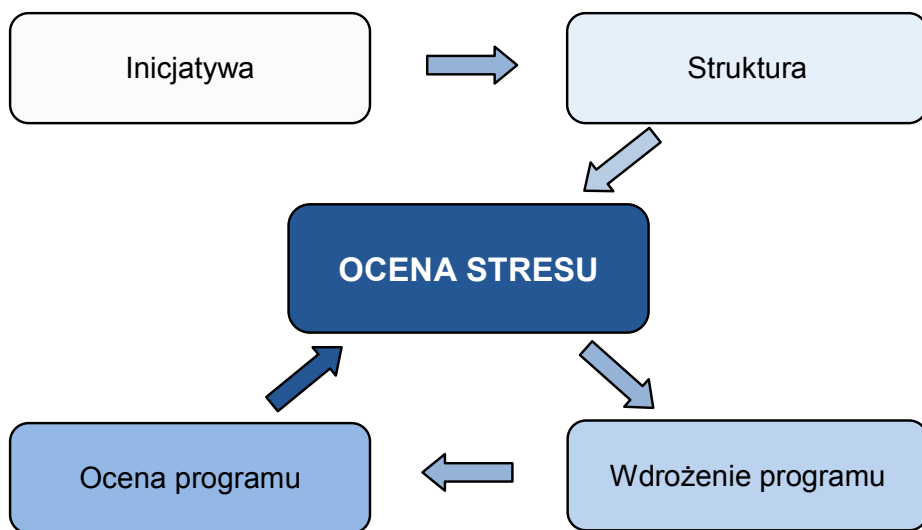 Inicjatywa
Struktura
OCENA STRESU
Ocena programu
Wdrożenie programu